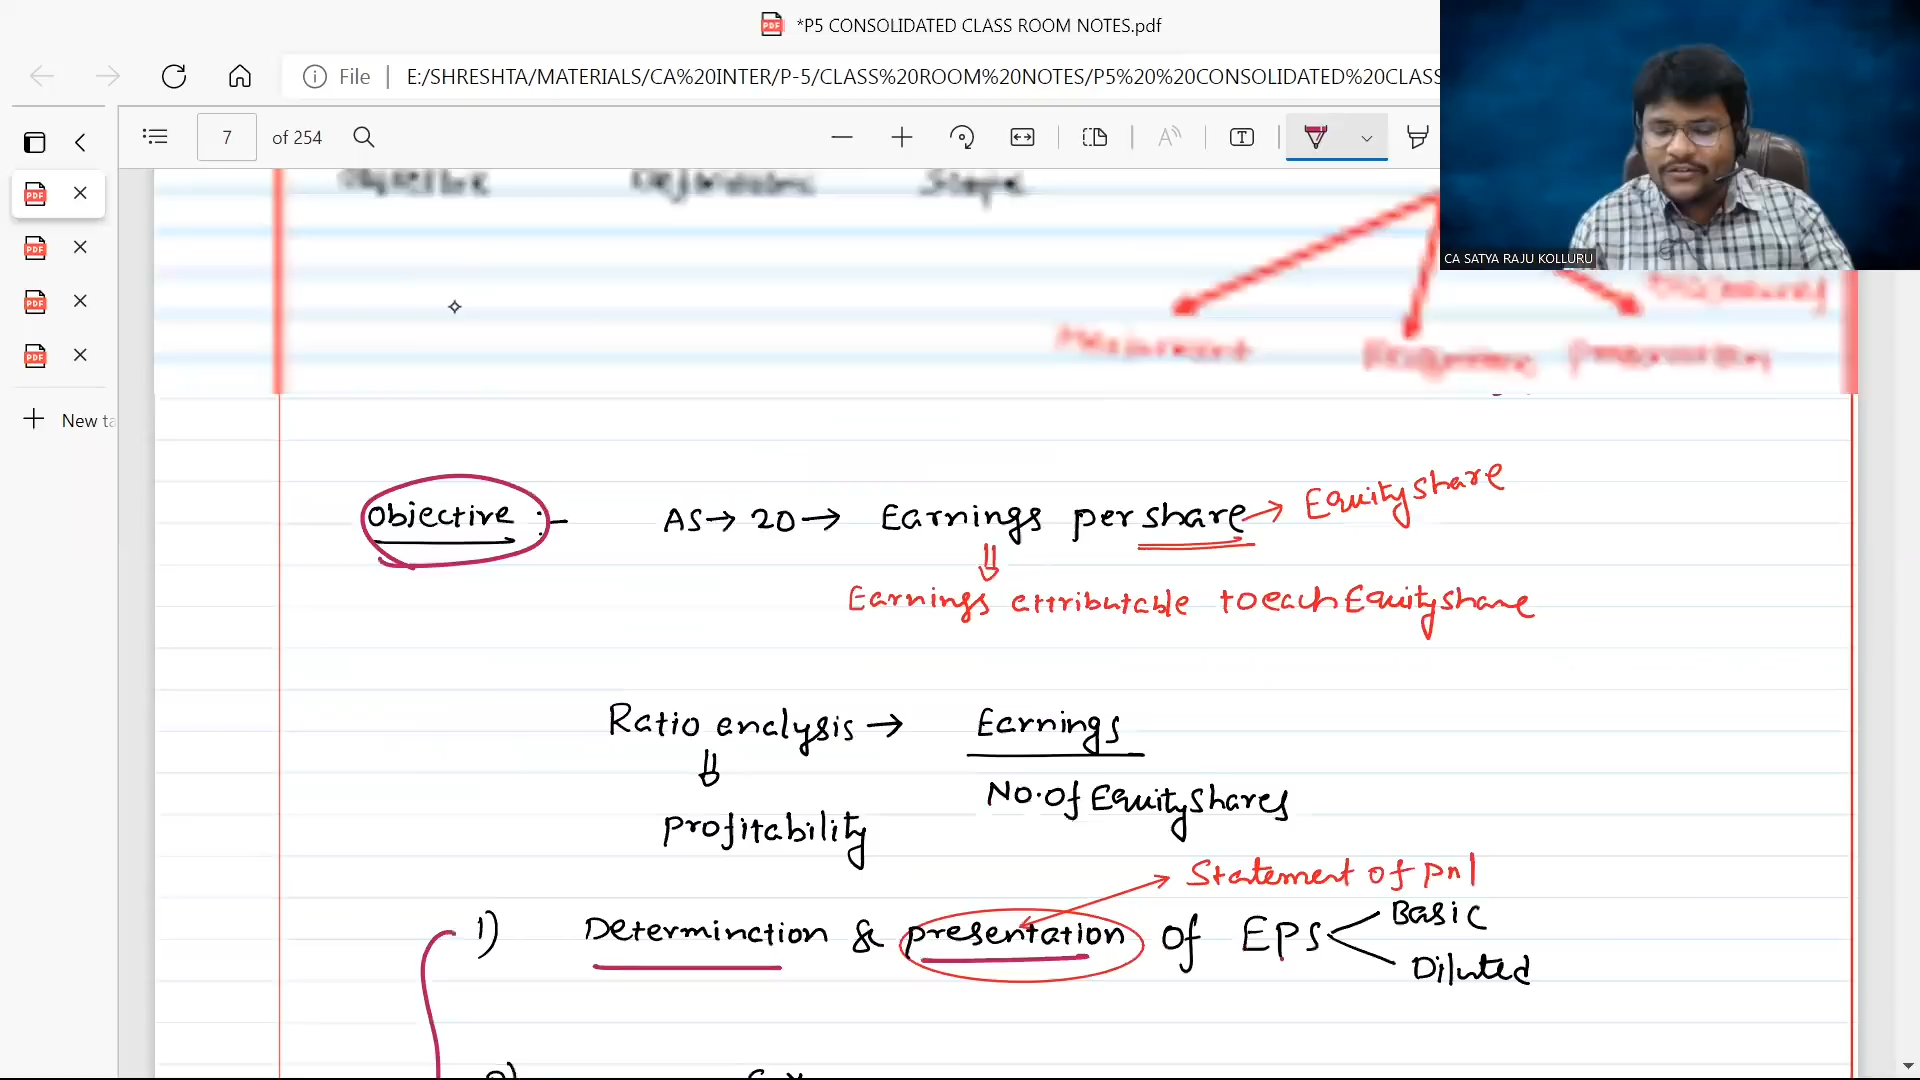 *P5 CONSOLIDATED CLASS ROOM NOTES.pdf
File
E:/SHRESHTA/MATERIALS/CA%20INTER/P-5/CLASS%20ROOM%20NOTES/P5%20%20CONSOLIDATED%20CLASS
7 of 254
CA SATYA RAJU KOLLURU
New ta
Objective :-
AS → 20 → Earnings per share → Equity share
Earnings attributable to each Equity share
Ratio analysis → Earnings
No. of Equity Shares
Profitability
Statement of pnl
1) Determination & presentation of EPS
Basic
Diluted